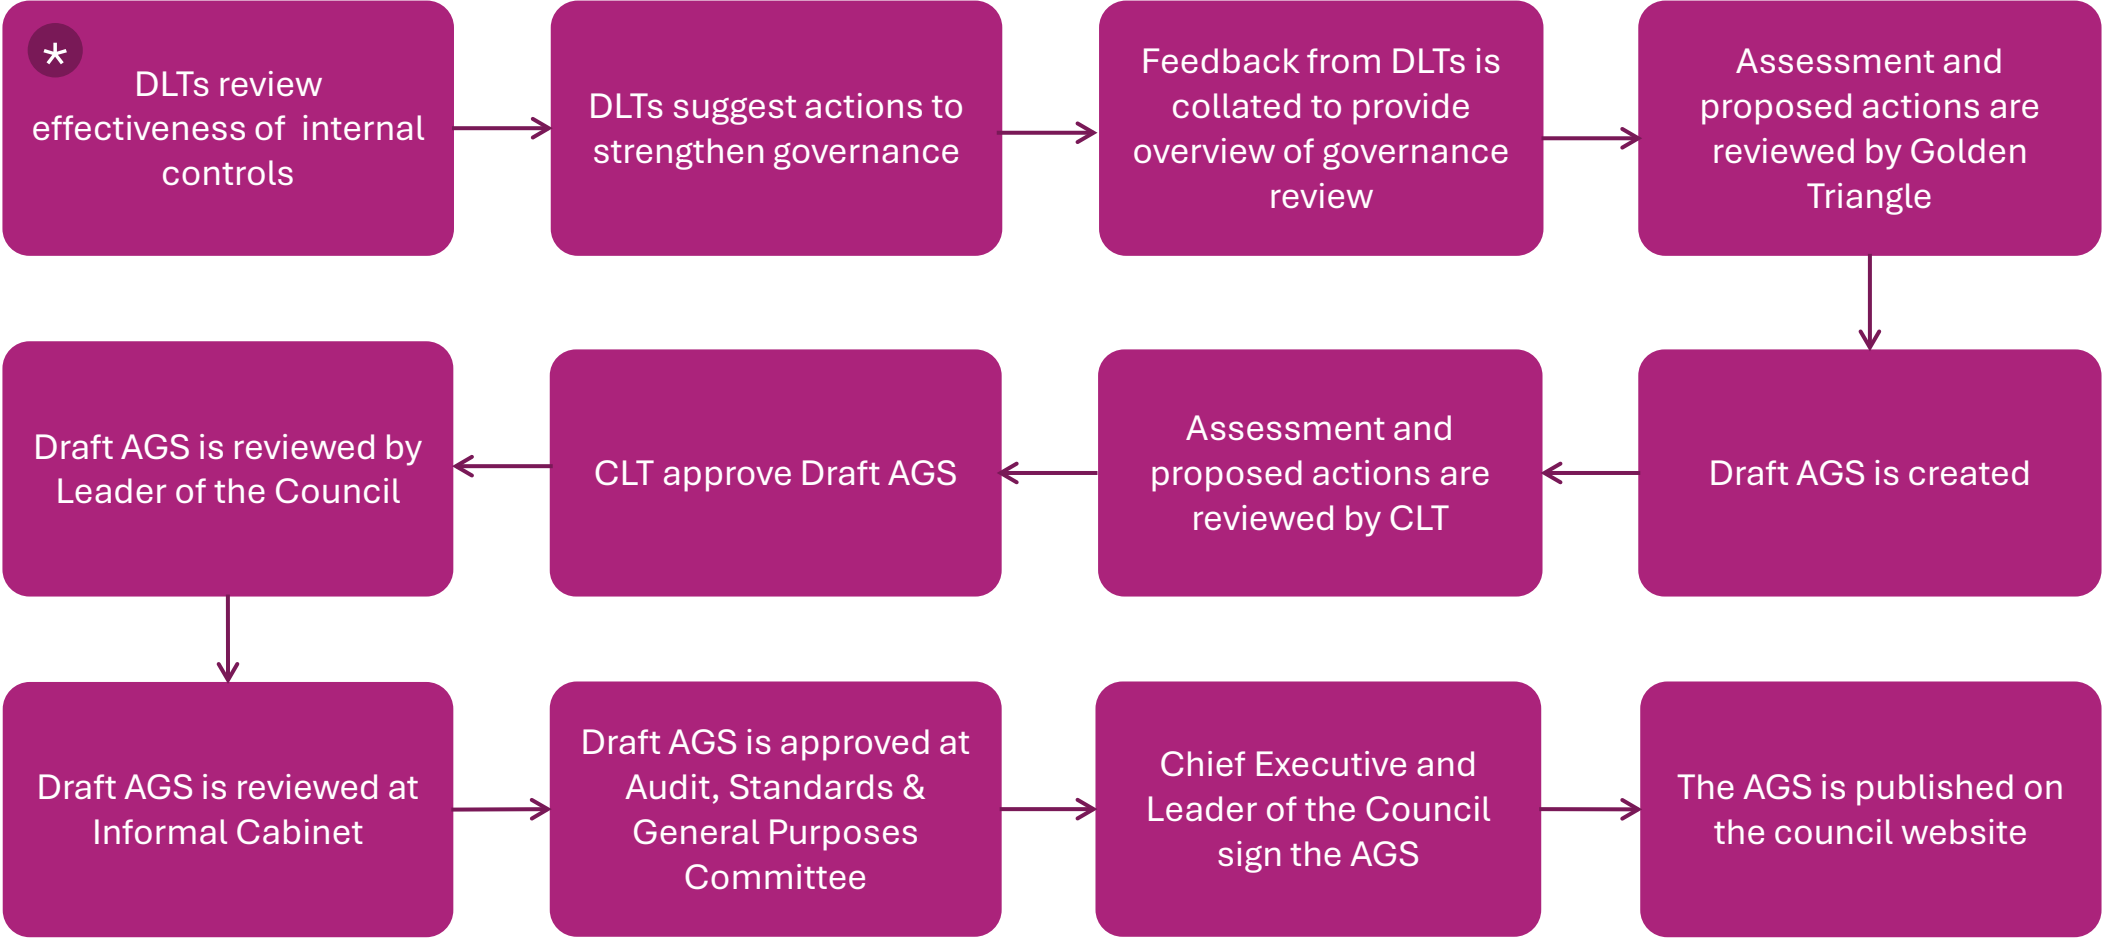 *
DLTs review
effectiveness of  internal
controls
DLTs suggest actions to
strengthen governance
Feedback from DLTs is
collated to provide
overview of governance
review
Assessment and
proposed actions are
reviewed by Golden
Triangle
Draft AGS is created
Assessment and
proposed actions are
reviewed by CLT
CLT approve Draft AGS
Draft AGS is reviewed by
Leader of the Council
Draft AGS is reviewed at
Informal Cabinet
Draft AGS is approved at
Audit, Standards &
General Purposes
Committee
Chief Executive and
Leader of the Council
sign the AGS
The AGS is published on
the council website